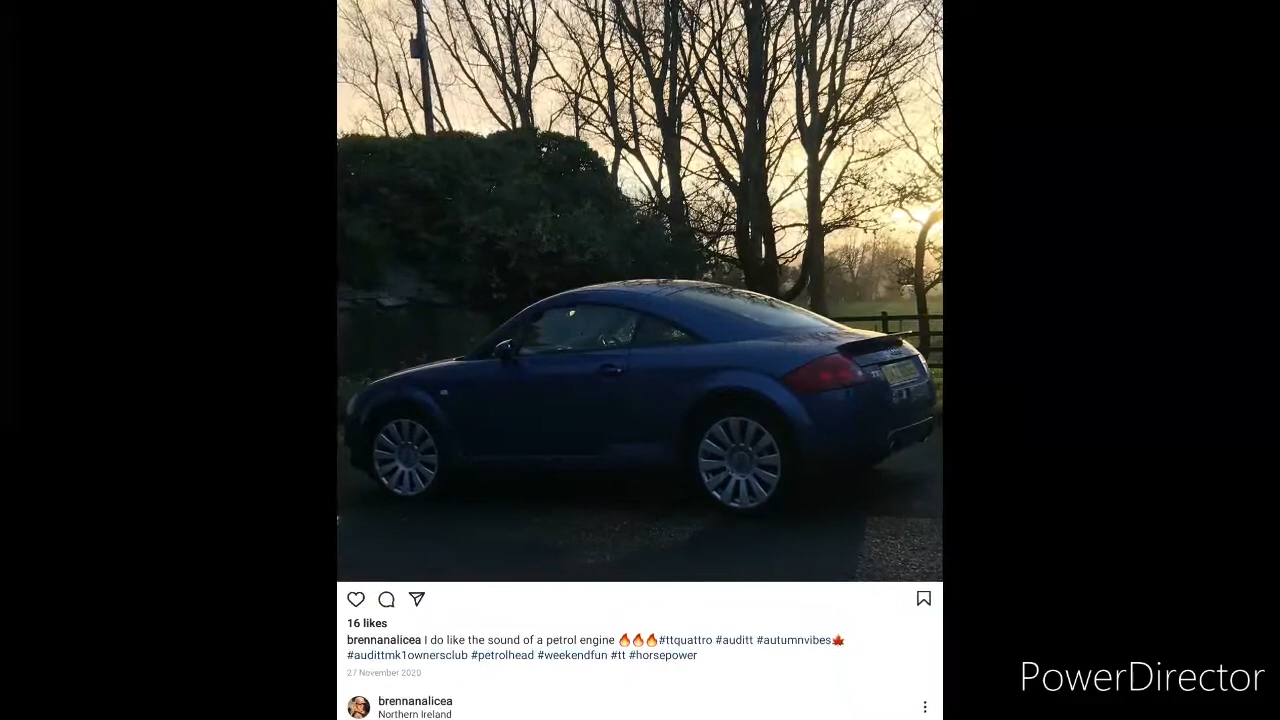 16 likes
brennanalicea I do like the sound of a petrol engine 🔥🔥🔥#ttquattro #auditt #autumnvibes🍁
#audittmk1ownersclub #petrolhead #weekendfun #tt #horsepower
27 November 2020
brennanalicea
Northern Ireland
PowerDirector